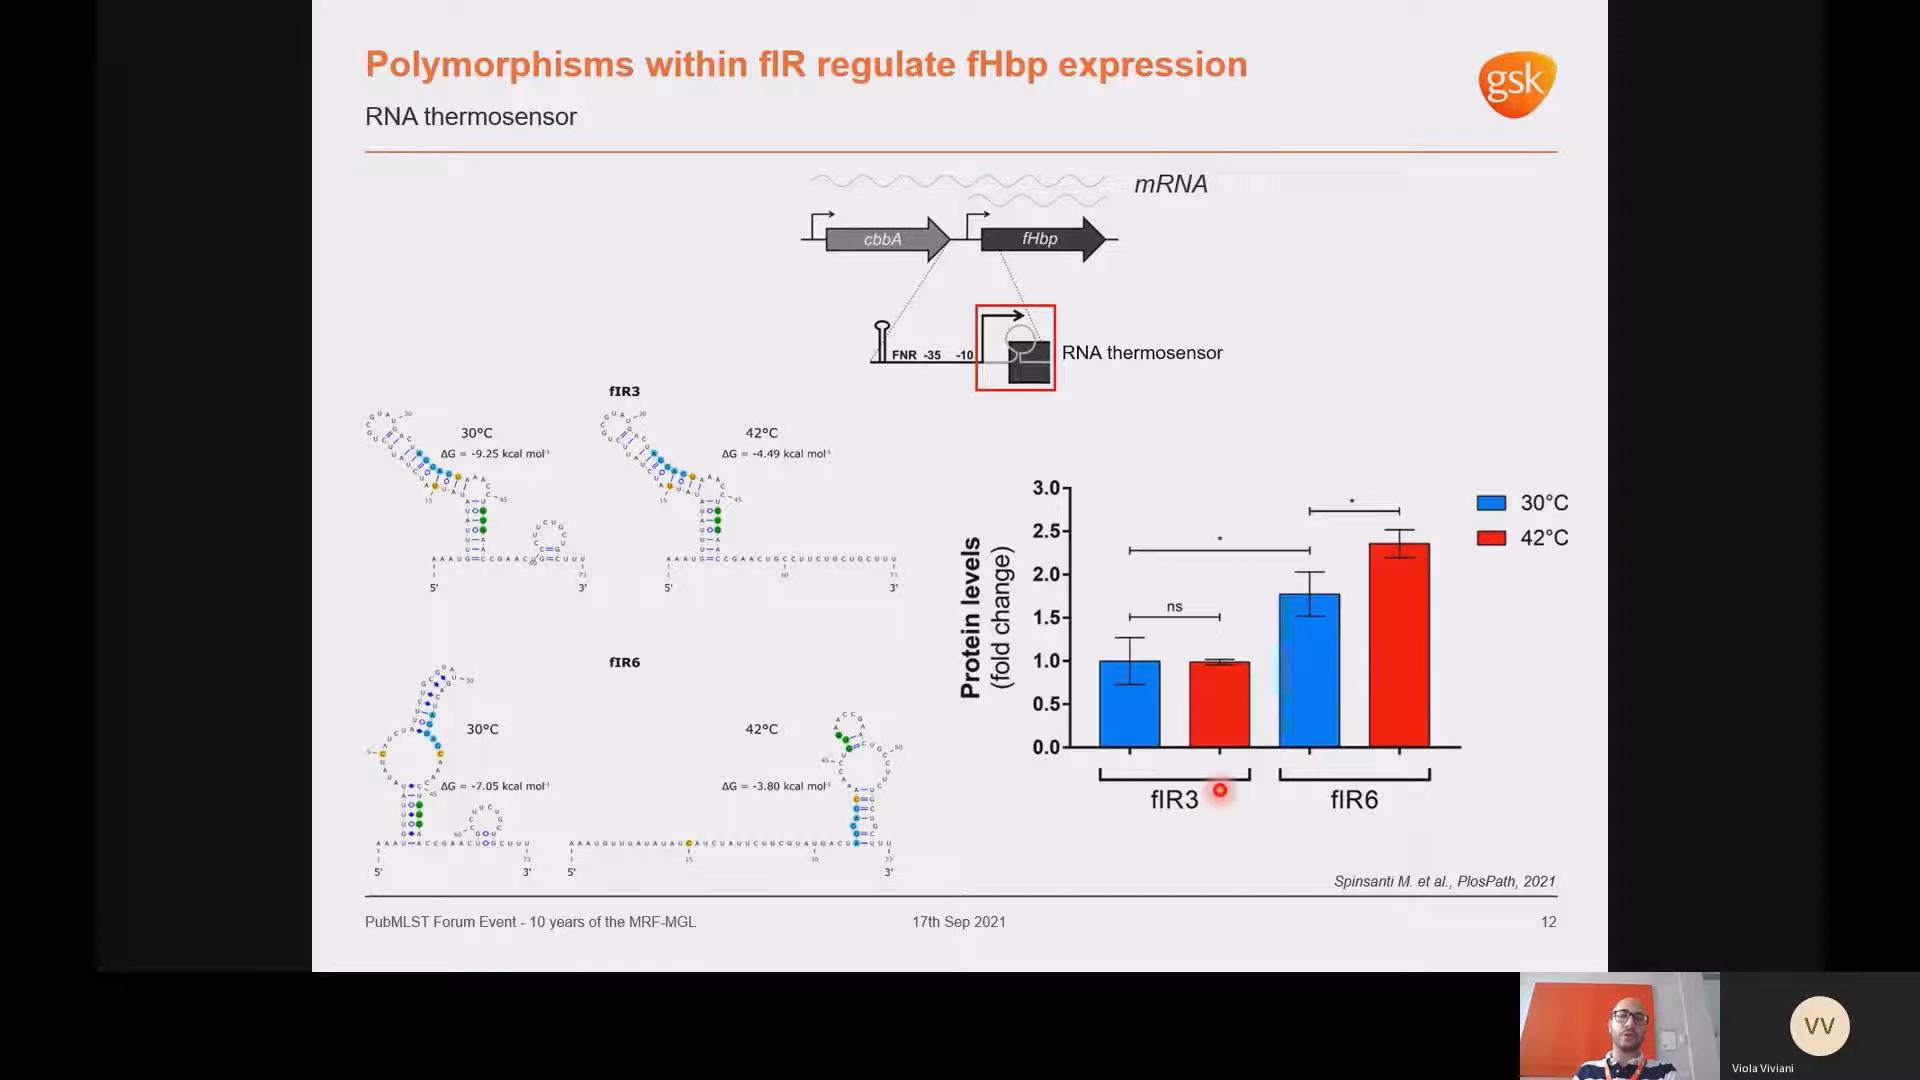 Polymorphisms within fIR regulate fHbp expression
gsk
RNA thermosensor
mRNA
cbbA
fHbp
FNR -35 -10
RNA thermosensor
fIR3
30°C
ΔG = -9.25 kcal mol-1
42°C
ΔG = -4.49 kcal mol-1
5'
3'
5'
3'
fIR6
30°C
ΔG = -7.05 kcal mol-1
42°C
ΔG = -3.80 kcal mol-1
5'
3'
5'
3'
Protein levels
(fold change)
3.0
2.5
2.0
1.5
1.0
0.5
0.0
ns
*
*
30°C
42°C
fIR3
fIR6
Spinsanti M. et al., PlosPath, 2021
PubMLST Forum Event - 10 years of the MRF-MGL
17th Sep 2021
12
VV
Viola Viviani